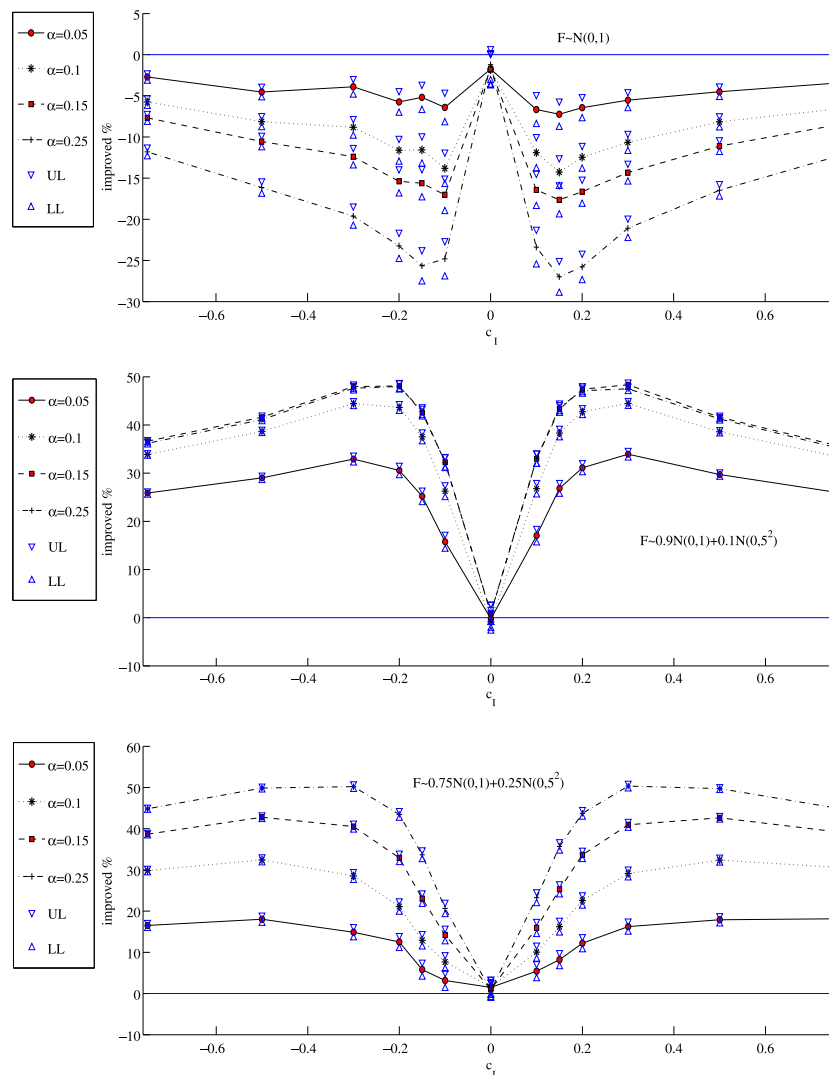 α=0.05
α=0.1
α=0.15
α=0.25
UL
LL
improved %
5
0
−5
−10
−15
−20
−25
−30
F~N(0,1)
−0.6 −0.4 −0.2 0 0.2 0.4 0.6
c_I
α=0.05
α=0.1
α=0.15
α=0.25
UL
LL
improved %
50
40
30
20
10
0
−10
F~0.9N(0,1)+0.1N(0,5²)
−0.6 −0.4 −0.2 0 0.2 0.4 0.6
c_I
α=0.05
α=0.1
α=0.15
α=0.25
UL
LL
improved %
60
50
40
30
20
10
0
−10
F~0.75N(0,1)+0.25N(0,5²)
−0.6 −0.4 −0.2 0 0.2 0.4 0.6
c_I